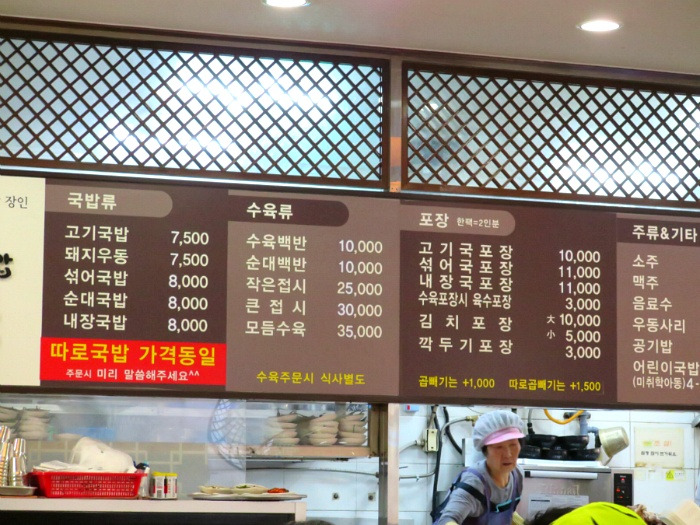 장인
국밥류
고기국밥 7,500
돼지우동 7,500
섞어국밥 8,000
순대국밥 8,000
내장국밥 8,000
따로국밥 가격동일
주문시 미리 말씀해주세요^^
수육류
수육백반 10,000
순대백반 10,000
작은접시 25,000
큰 접 시 30,000
모듬수육 35,000
수육주문시 식사별도
포장 한팩=2인분
고 기 국 포 장 10,000
섞 어 국 포 장 11,000
내 장 국 포 장 11,000
수육포장시 육수포장 3,000
김 치 포 장 大 10,000
小 5,000
깍 두 기 포 장 3,000
곱빼기는 +1,000 따로곱빼기는 +1,500
주류&기타
소주
맥주
음료수
우동사리
공기밥
어린이국밥
(미취학아동)4-